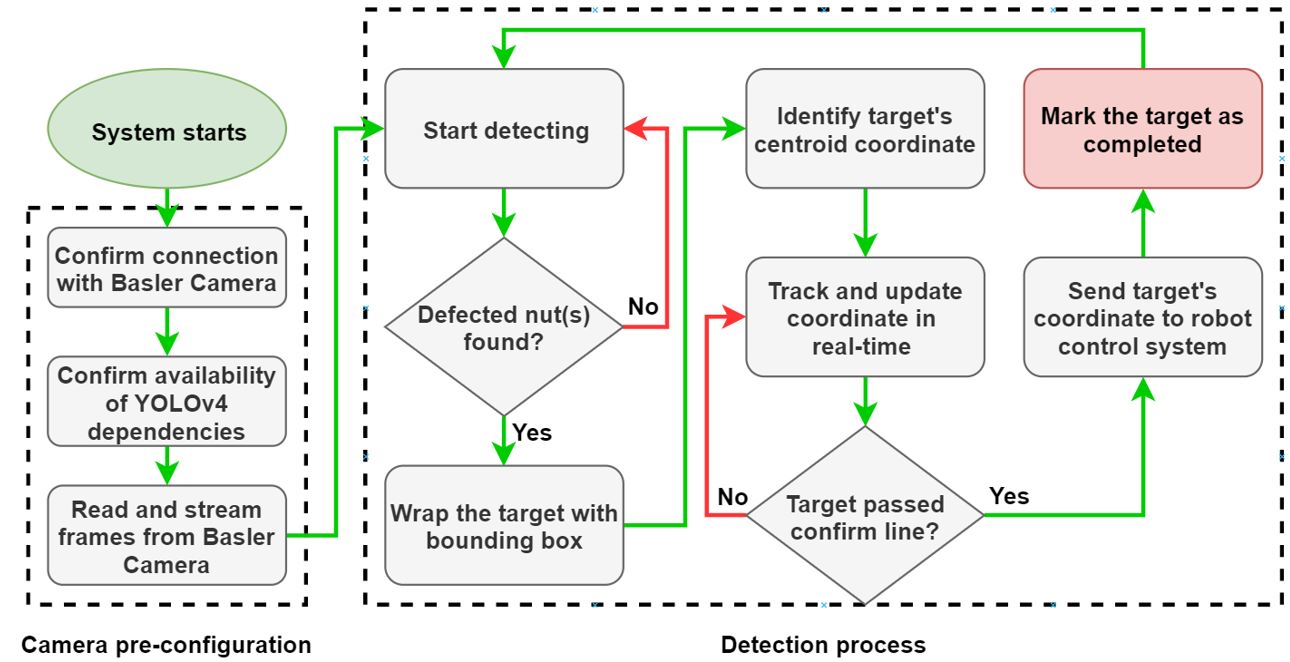 System starts
Confirm connection
with Basler Camera
Confirm availability
of YOLOv4
dependencies
Read and stream
frames from Basler
Camera
Camera pre-configuration
Start detecting
Defected nut(s)
found?
No
Yes
Wrap the target with
bounding box
Identify target's
centroid coordinate
Track and update
coordinate in
real-time
Target passed
confirm line?
No
Yes
Send target's
coordinate to robot
control system
Mark the target as
completed
Detection process